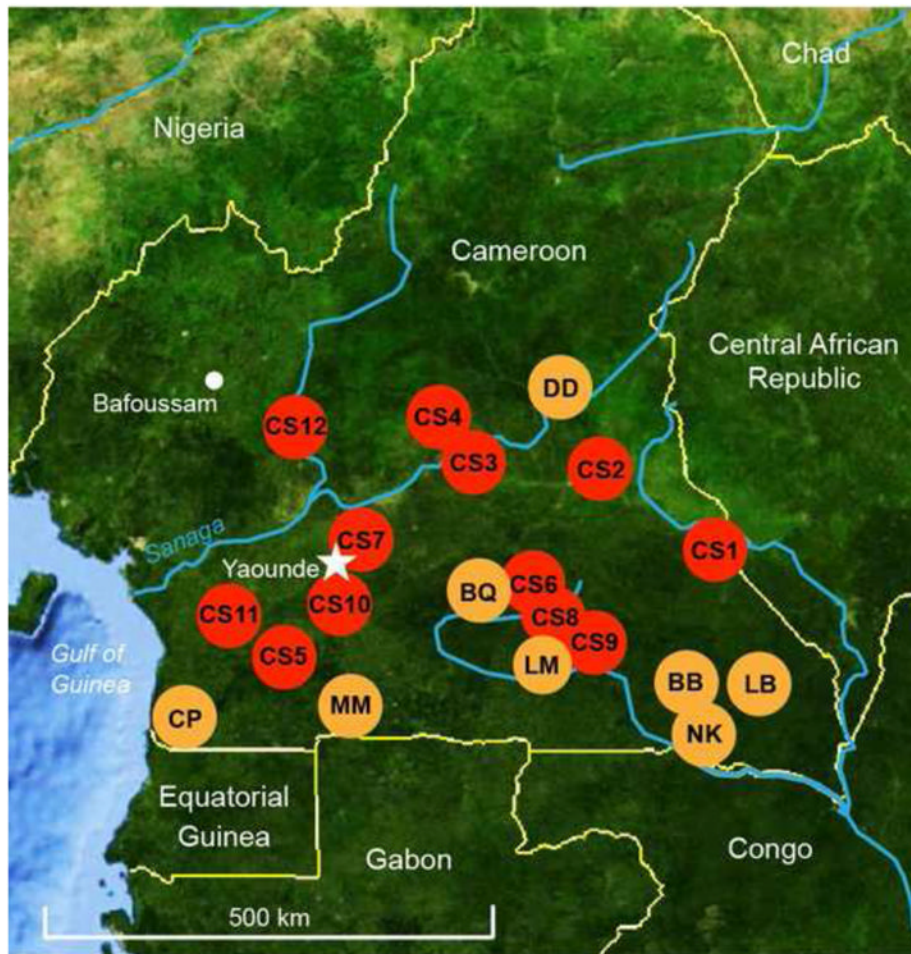 Chad
Nigeria
Cameroon
Central African
Republic
DD
Bafoussam
CS4
CS12
CS3
CS2
Sanaga
CS7
CS1
Yaounde
BQ
CS6
CS10
CS11
CS8
CS9
Gulf of
Guinea
CS5
LM
BB
LB
CP
MM
NK
Equatorial
Guinea
Gabon
Congo
500 km